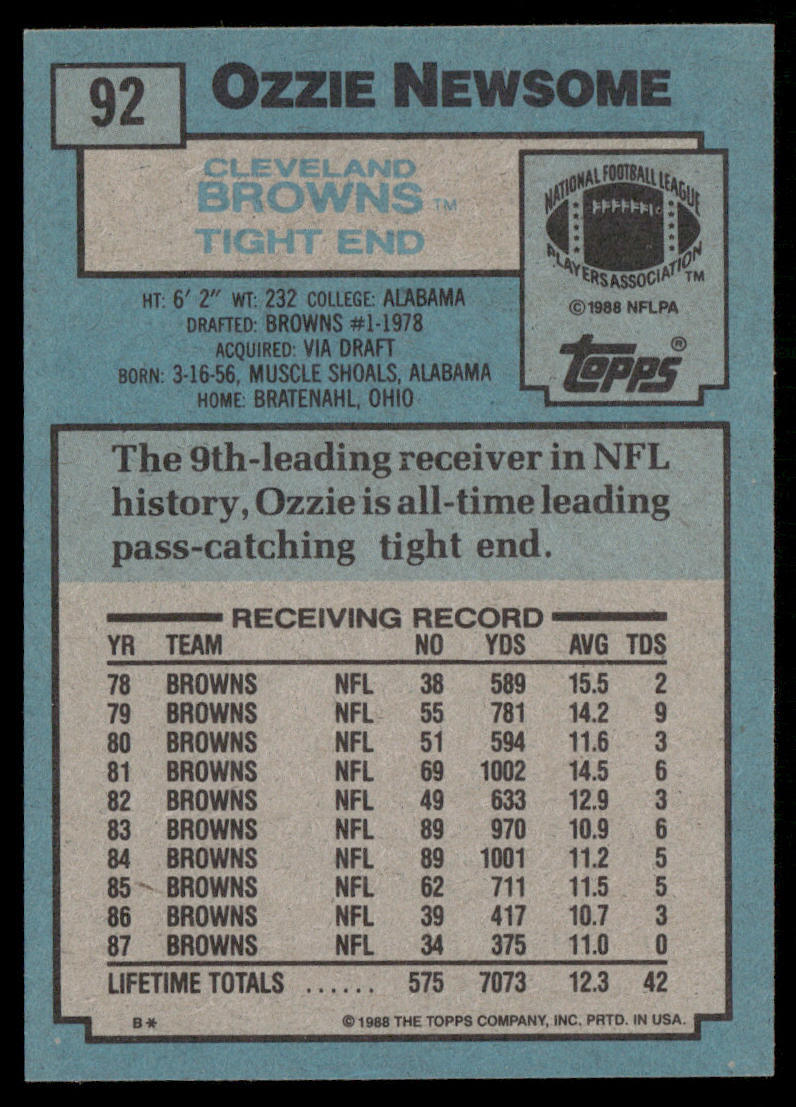 92
OZZIE NEWSOME
CLEVELAND
BROWNS TM
TIGHT END
NATIONAL FOOTBALL LEAGUE
PLAYERS ASSOCIATION TM
© 1988 NFLPA
topps ®
HT: 6' 2" WT: 232 COLLEGE: ALABAMA
DRAFTED: BROWNS #1-1978
ACQUIRED: VIA DRAFT
BORN: 3-16-56, MUSCLE SHOALS, ALABAMA
HOME: BRATENAHL, OHIO
The 9th-leading receiver in NFL
history, Ozzie is all-time leading
pass-catching tight end.
RECEIVING RECORD
YR TEAM NO YDS AVG TDS
78 BROWNS NFL 38 589 15.5 2
79 BROWNS NFL 55 781 14.2 9
80 BROWNS NFL 51 594 11.6 3
81 BROWNS NFL 69 1002 14.5 6
82 BROWNS NFL 49 633 12.9 3
83 BROWNS NFL 89 970 10.9 6
84 BROWNS NFL 89 1001 11.2 5
85 BROWNS NFL 62 711 11.5 5
86 BROWNS NFL 39 417 10.7 3
87 BROWNS NFL 34 375 11.0 0
LIFETIME TOTALS ...... 575 7073 12.3 42
B* © 1988 THE TOPPS COMPANY, INC. PRTD. IN USA.